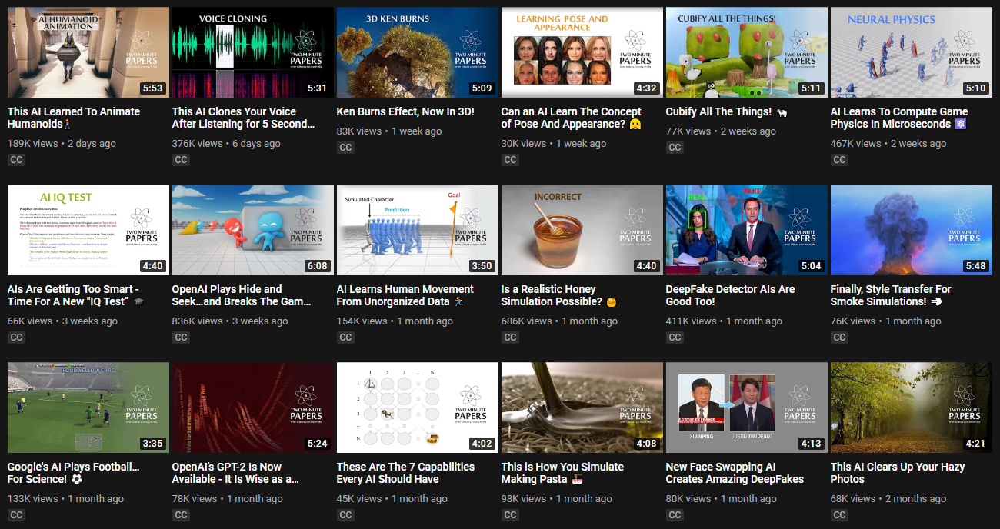 AI HUMANOID
ANIMATION
TWO MINUTE
PAPERS
5:53
VOICE CLONING
TWO MINUTE
PAPERS
5:31
3D KEN BURNS
TWO MINUTE
PAPERS
5:09
LEARNING POSE AND
APPEARANCE
TWO MINUTE
PAPERS
4:32
CUBIFY ALL THE THINGS!
TWO MINUTE
PAPERS
5:11
NEURAL PHYSICS
TWO MINUTE
PAPERS
5:10
This AI Learned To Animate
Humanoids🚶
189K views • 2 days ago
CC
This AI Clones Your Voice
After Listening for 5 Second...
376K views • 6 days ago
CC
Ken Burns Effect, Now In 3D!
83K views • 1 week ago
CC
Can an AI Learn The Concept
of Pose And Appearance? 👱‍♀️
30K views • 1 week ago
CC
Cubify All The Things! 🐄
77K views • 2 weeks ago
CC
AI Learns To Compute Game
Physics In Microseconds ⚛️
467K views • 2 weeks ago
CC
AI IQ TEST
TWO MINUTE
PAPERS
4:40
TWO MINUTE
PAPERS
6:08
Simulated Character
Prediction
Goal
TWO MINUTE
PAPERS
3:50
INCORRECT
TWO MINUTE
PAPERS
4:40
REAL
FAKE
TWO MINUTE
PAPERS
5:04
TWO MINUTE
PAPERS
5:48
AIs Are Getting Too Smart -
Time For A New "IQ Test” 🎓
66K views • 3 weeks ago
CC
OpenAI Plays Hide and
Seek…and Breaks The Gam...
836K views • 3 weeks ago
CC
AI Learns Human Movement
From Unorganized Data 🏃
154K views • 1 month ago
CC
Is a Realistic Honey
Simulation Possible? 🍯
686K views • 1 month ago
CC
DeepFake Detector AIs Are
Good Too!
411K views • 1 month ago
CC
Finally, Style Transfer For
Smoke Simulations! 💨
76K views • 1 month ago
CC
FOUL! YELLOW CARD.
TWO MINUTE
PAPERS
3:35
TWO MINUTE
PAPERS
5:24
1 2 3 ... N
1
2
3
N
TWO MINUTE
PAPERS
4:02
TWO MINUTE
PAPERS
4:08
XI JINPING
JUSTIN TRUDEAU
TWO MINUTE
PAPERS
4:13
TWO MINUTE
PAPERS
4:21
Google's AI Plays Football…
For Science! ⚽
133K views • 1 month ago
CC
OpenAI’s GPT-2 Is Now
Available - It Is Wise as a...
78K views • 1 month ago
CC
These Are The 7 Capabilities
Every AI Should Have
45K views • 1 month ago
CC
This is How You Simulate
Making Pasta 🍜
98K views • 1 month ago
CC
New Face Swapping AI
Creates Amazing DeepFakes
80K views • 1 month ago
CC
This AI Clears Up Your Hazy
Photos
68K views • 2 months ago
CC